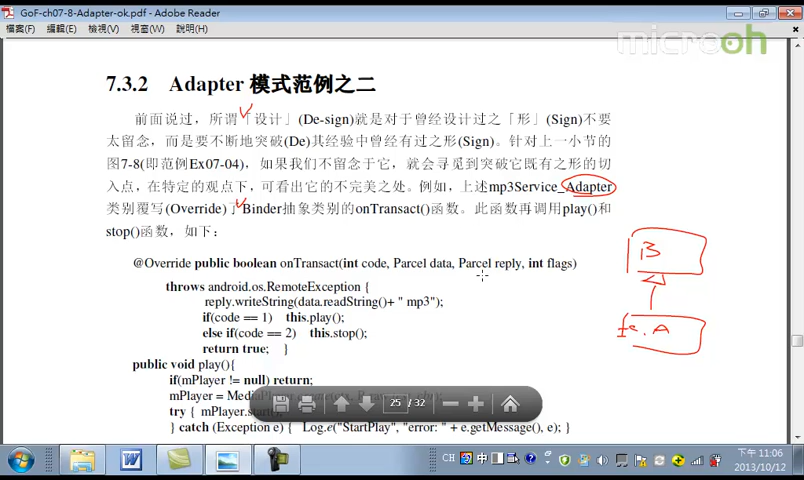 GoF-ch07-8-Adapter-ok.pdf - Adobe Reader
檔案(F) 編輯(E) 檢視(V) 視窗(W) 說明(H)
microoh
7.3.2 Adapter 模式范例之二
前面说过，所谓「设计」(De-sign)就是对于曾经设计过之「形」(Sign)不要
太留念，而是要不断地突破(De)其经验中曾经有过之形(Sign)。针对上一小节的
图7-8(即范例Ex07-04)，如果我们不留念于它，就会寻觅到突破它既有之形的切
入点，在特定的观点下，可看出它的不完美之处。例如，上述mp3Service_Adapter
类别覆写(Override)了Binder抽象类别的onTransact()函数。此函数再调用play()和
stop()函数，如下：
B
A
@Override public boolean onTransact(int code, Parcel data, Parcel reply, int flags)
throws android.os.RemoteException {
reply.writeString(data.readString()+ " mp3");
if(code == 1) this.play();
else if(code == 2) this.stop();
return true; }
public void play(){
if(mPlayer != null) return;
mPlayer =
25 / 32
try { mPlayer.start();
} catch (Exception e) { Log.e("StartPlay", "error: " + e.getMessage(), e); }
CH 中
下午 11:06
2013/10/12